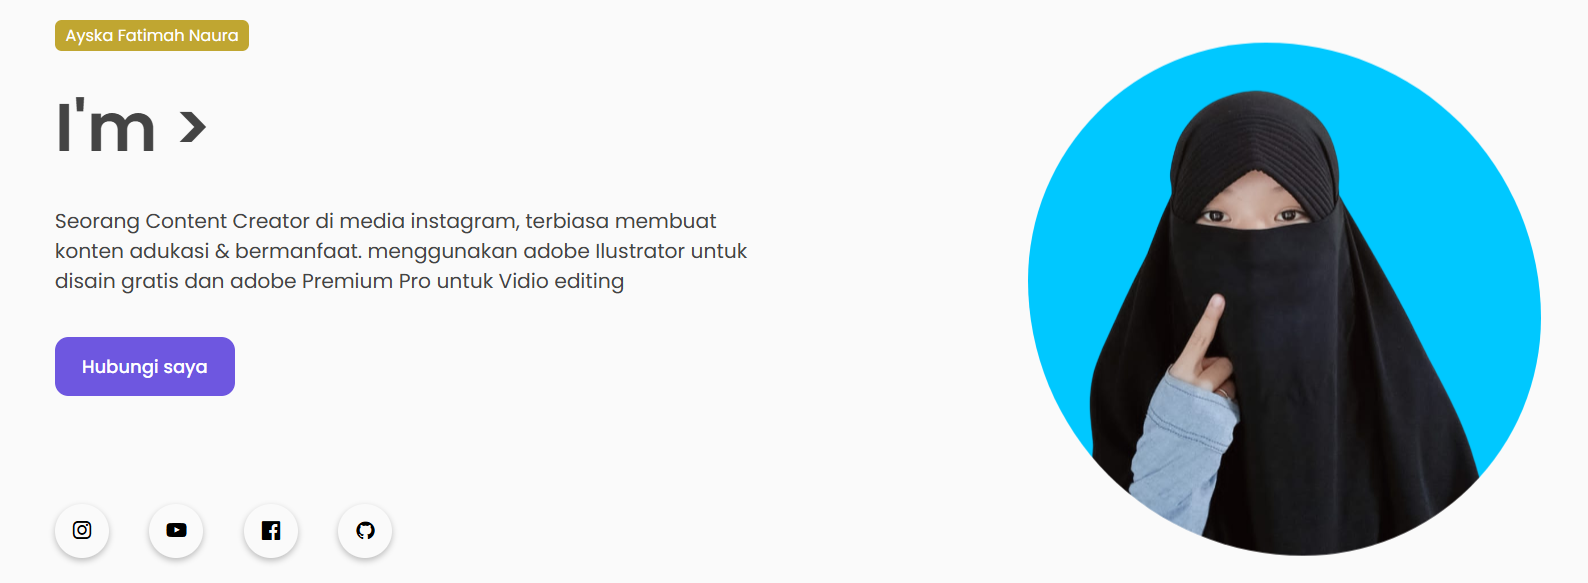 Ayska Fatimah Naura
I'm >
Seorang Content Creator di media instagram, terbiasa membuat
konten adukasi & bermanfaat. menggunakan adobe Ilustrator untuk
disain gratis dan adobe Premium Pro untuk Vidio editing
Hubungi saya